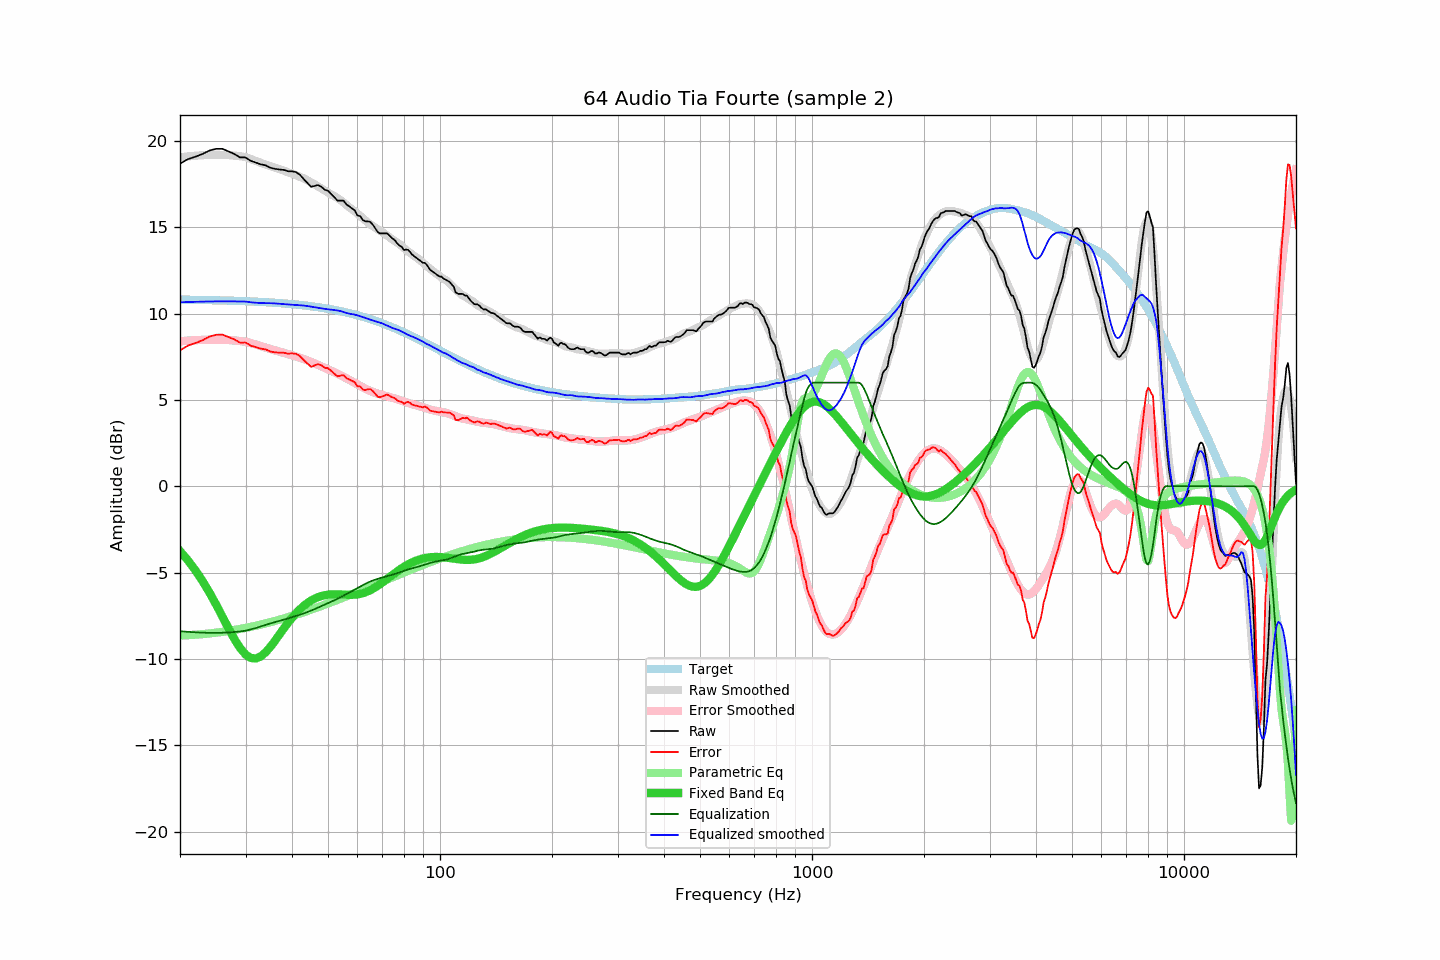 64 Audio Tia Fourte (sample 2)
20
15
10
5
0
−5
−10
−15
−20
Amplitude (dBr)
100
1000
10000
Frequency (Hz)
Target
Raw Smoothed
Error Smoothed
Raw
Error
Parametric Eq
Fixed Band Eq
Equalization
Equalized smoothed